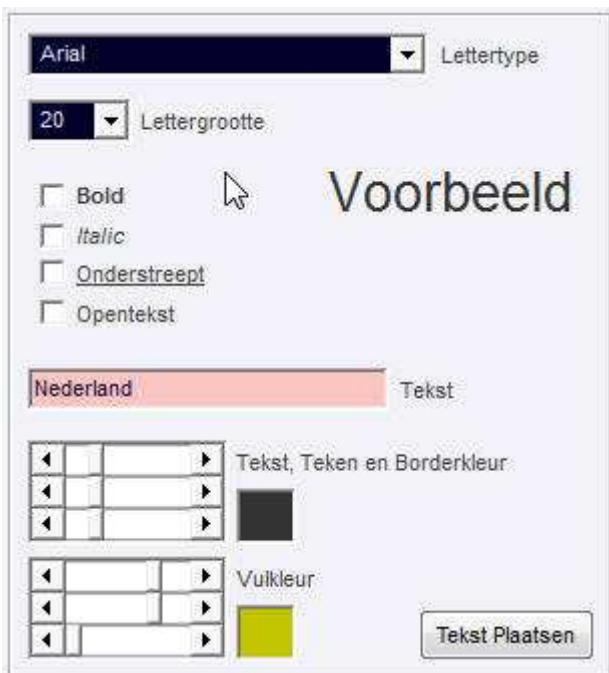 Arial Lettertype
20 Lettergrootte
Voorbeeld
Bold
Italic
Onderstreept
Opentekst
Nederland Tekst
Tekst, Teken en Borderkleur
Vulkleur
Tekst Plaatsen